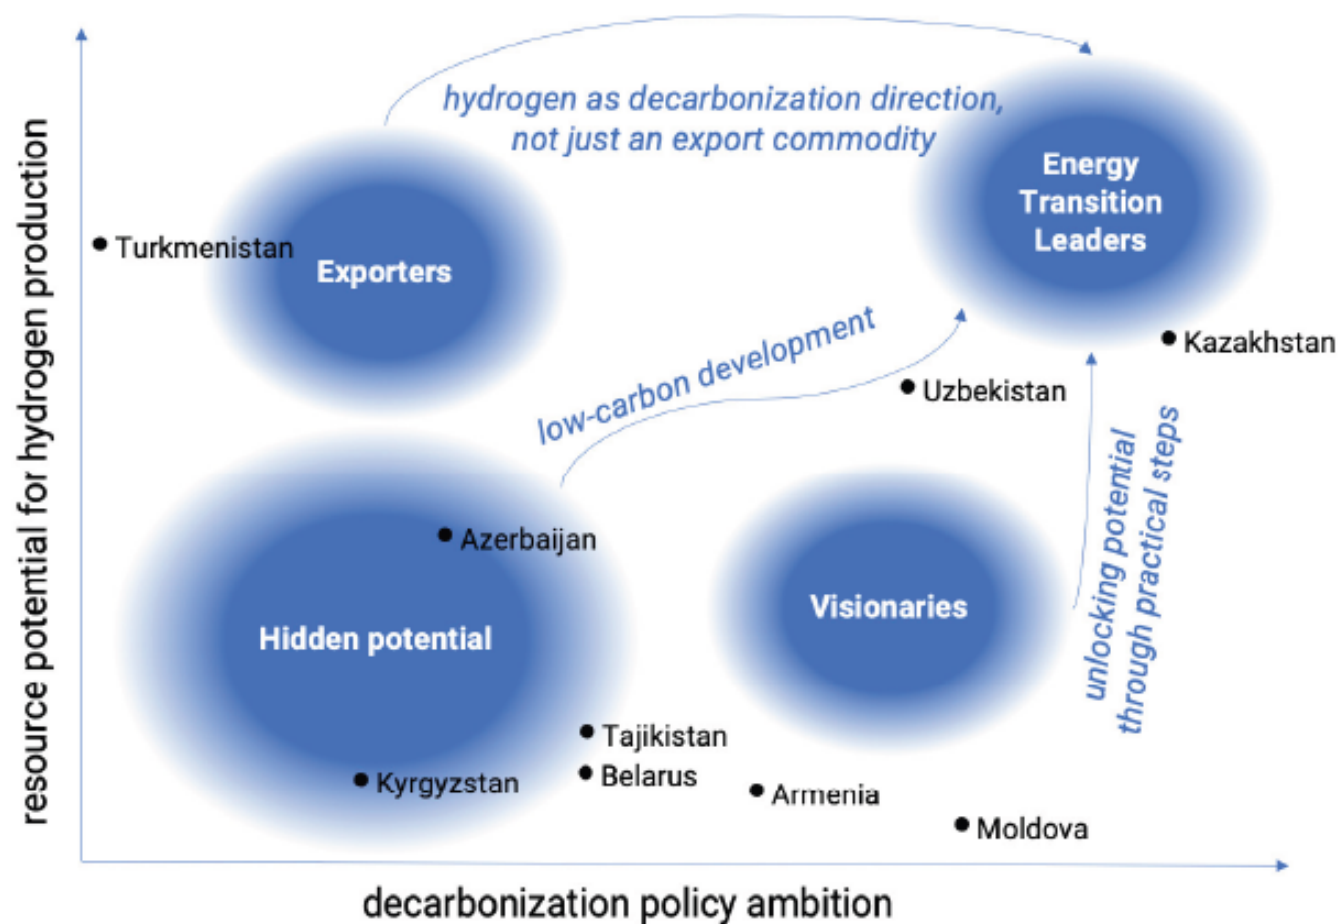 resource potential for hydrogen production
hydrogen as decarbonization direction,
not just an export commodity
Energy
Transition
Leaders
Turkmenistan
Exporters
Kazakhstan
low-carbon development
Uzbekistan
unlocking potential
through practical steps
Azerbaijan
Visionaries
Hidden potential
Tajikistan
Belarus
Kyrgyzstan
Armenia
Moldova
decarbonization policy ambition